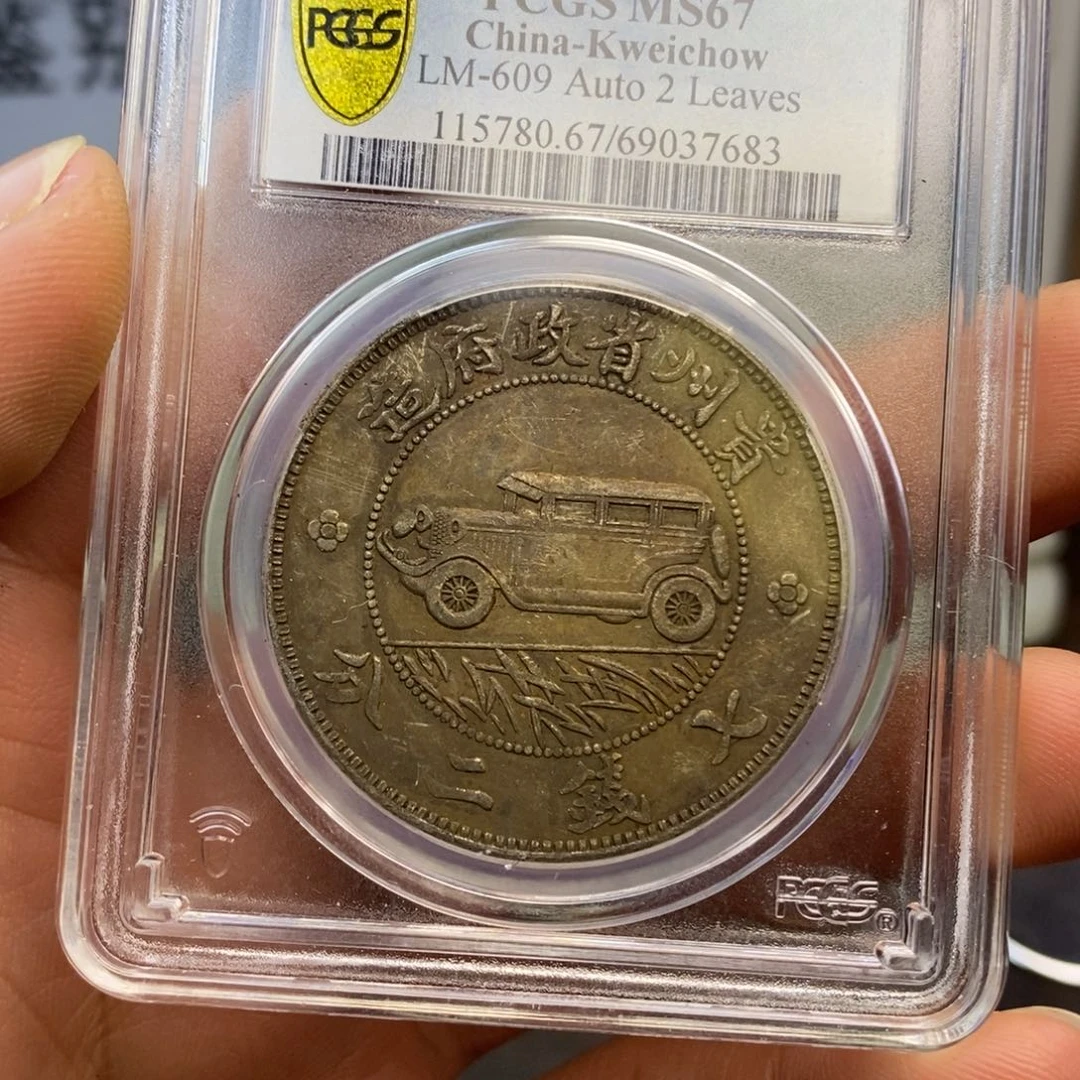 PCGS
PCGS MS67
China-Kweichow
LM-609 Auto 2 Leaves
115780.67/69037683
貴州省政府造
七錢二分
PCGS®